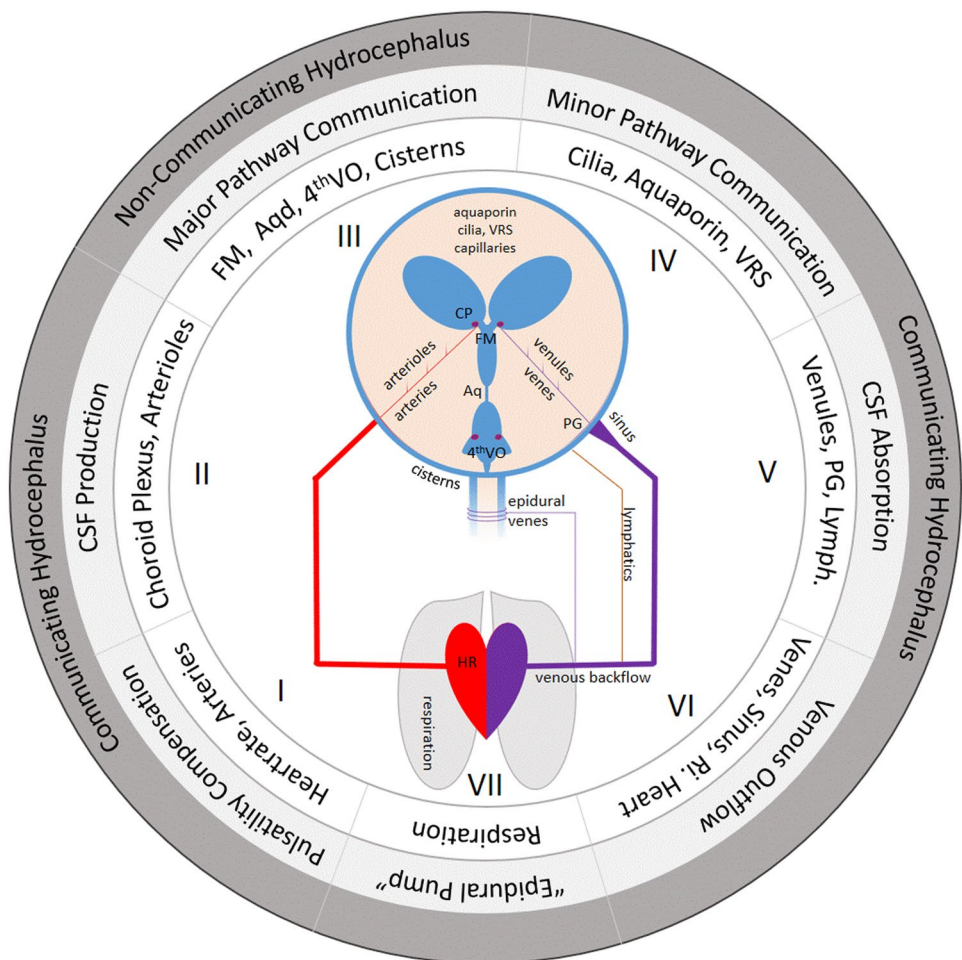 Non-Communicating Hydrocephalus
Major Pathway Communication
Minor Pathway Communication
FM, Aqd, 4thVO, Cisterns
Cilia, Aquaporin, VRS
III
IV
aquaporin
cilia, VRS
capillaries
CP
FM
arterioles
arteries
venules
venes
Aq
PG
sinus
4thVO
cisterns
epidural
venes
lymphatics
Communicating Hydrocephalus
CSF Production
Choroid Plexus, Arterioles
II
V
Venules, PG, Lymph.
CSF Absorption
Communicating Hydrocephalus
HR
venous backflow
respiration
I
VI
VII
Pulsatility Compensation
Heartrate, Arteries
Venes, Sinus, Ri. Heart
Venous Outflow
Respiration
"Epidural Pump"